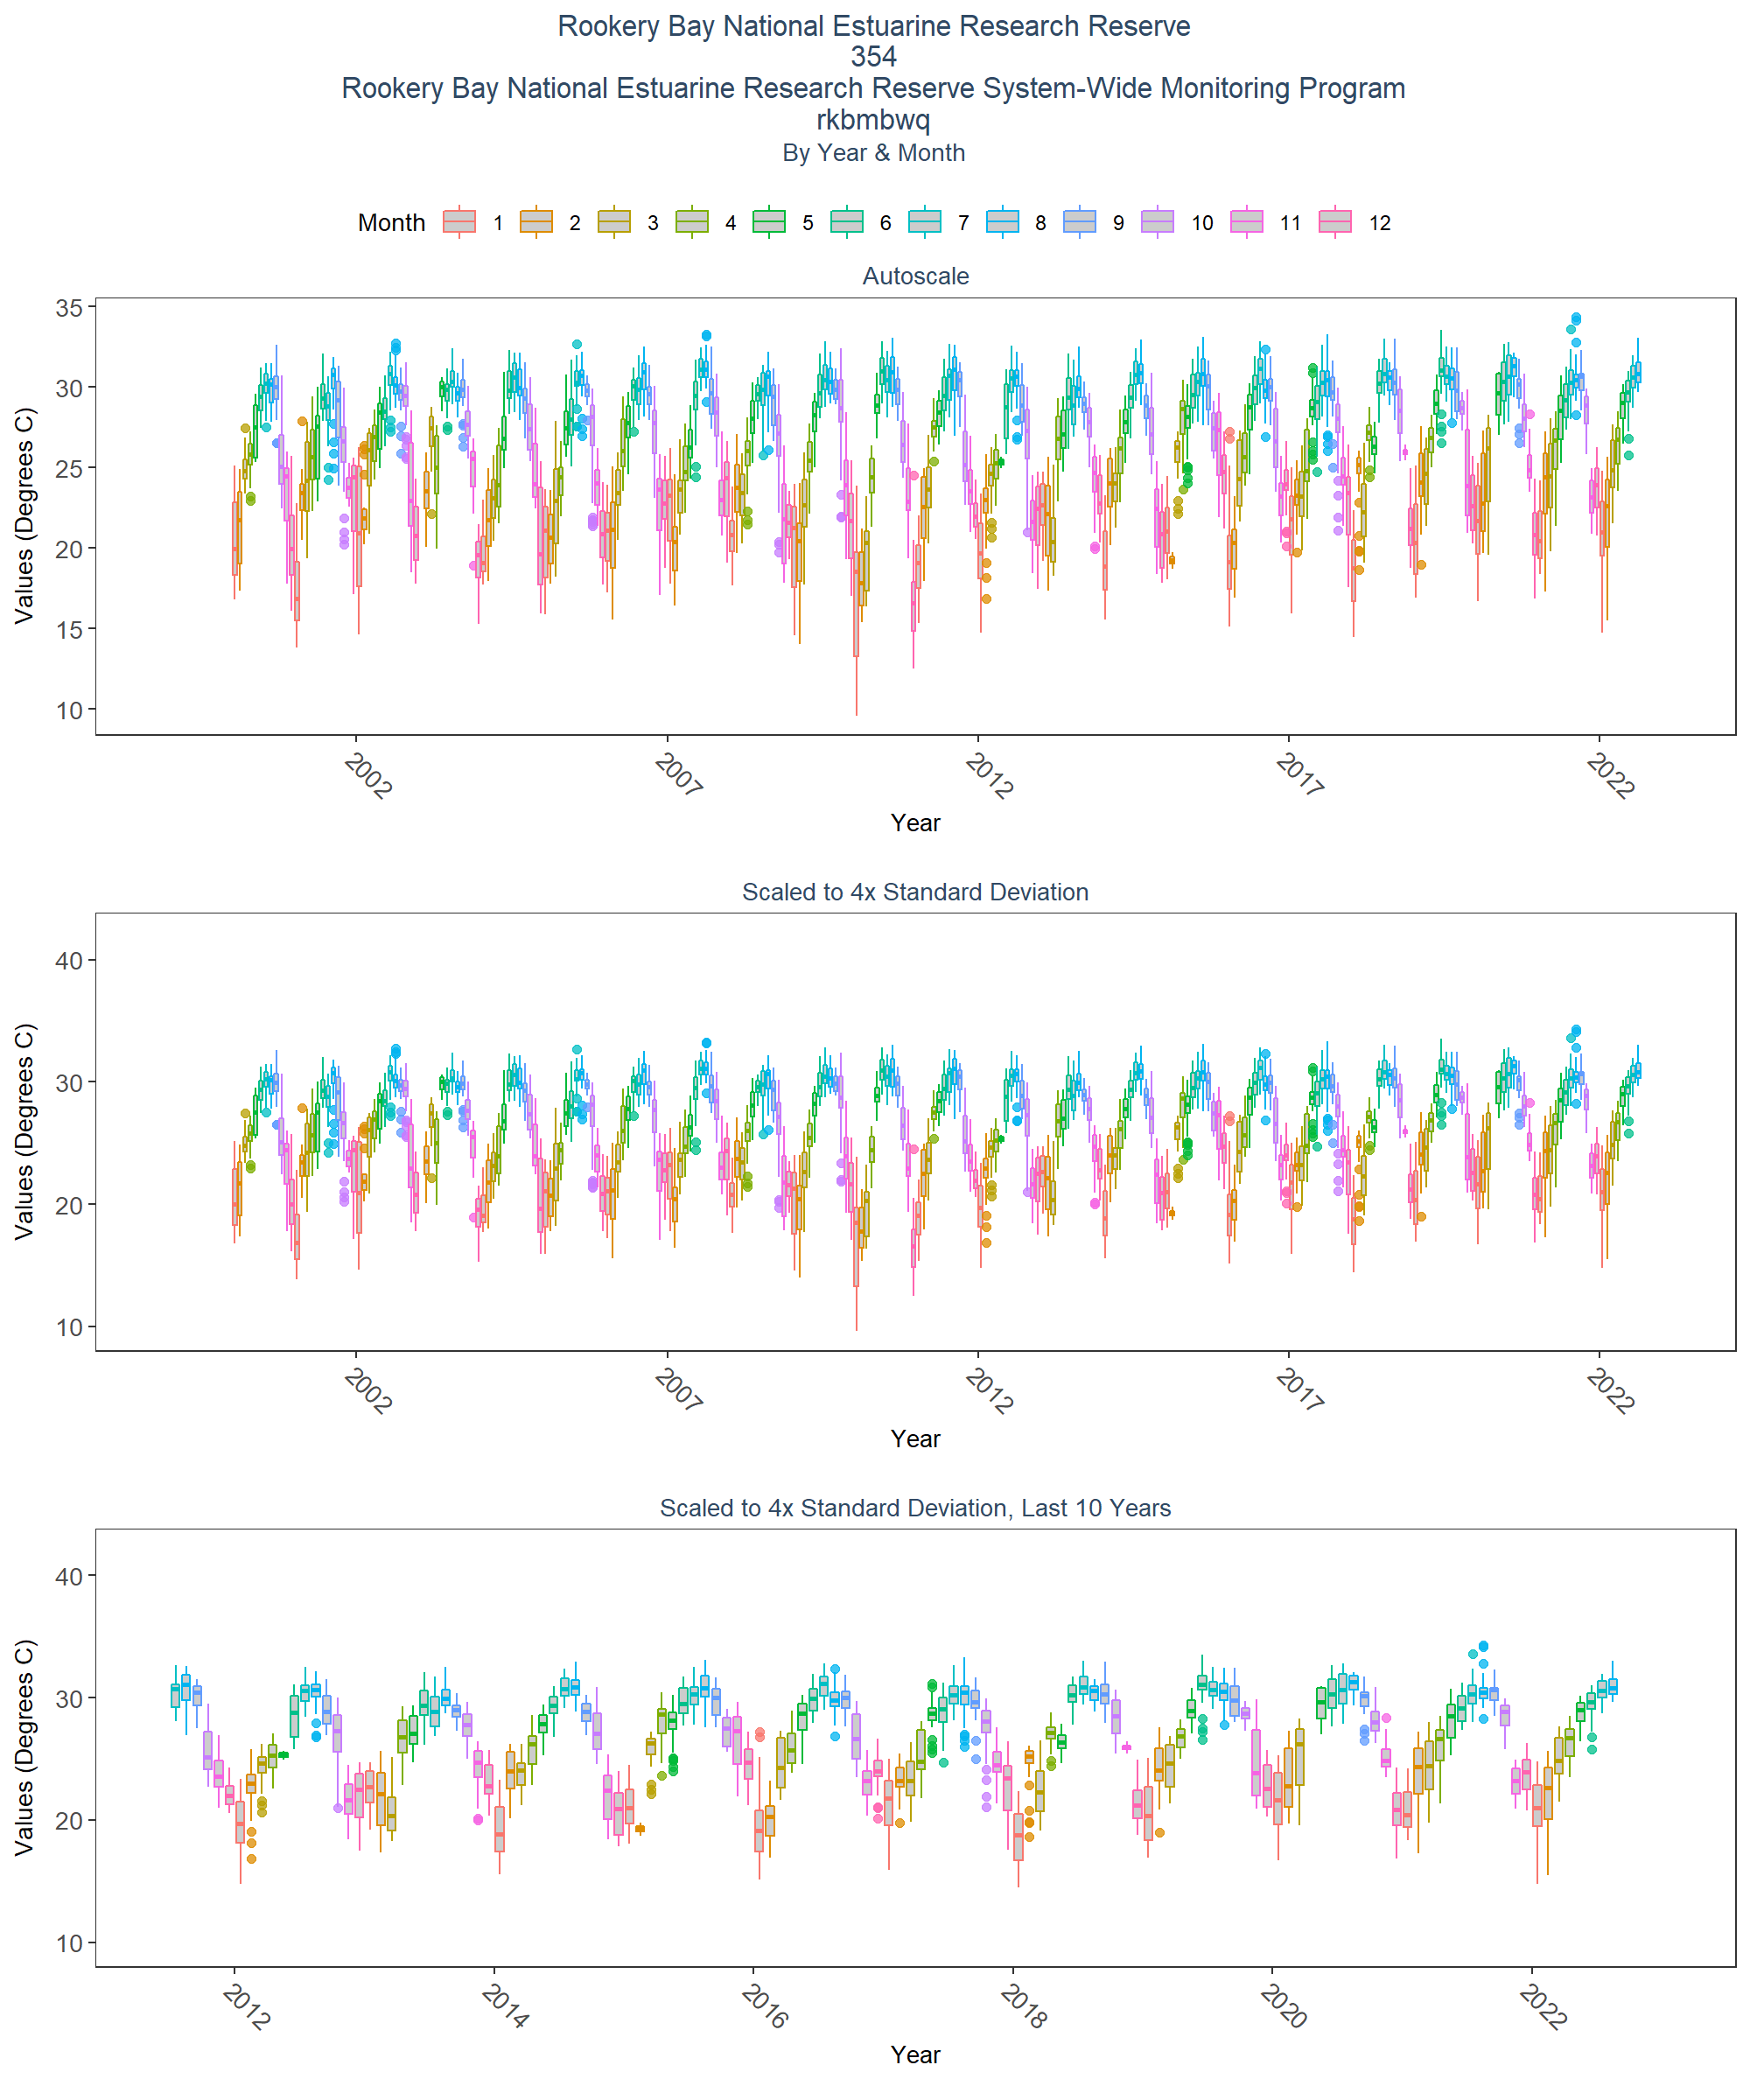 Rookery Bay National Estuarine Research Reserve
354
Rookery Bay National Estuarine Research Reserve System-Wide Monitoring Program
rkbmbwq
By Year & Month
Month 1 2 3 4 5 6 7 8 9 10 11 12
Autoscale
35
30
25
20
15
10
Values (Degrees C)
2002 2007 2012 2017 2022
Year
Scaled to 4x Standard Deviation
40
30
20
10
Values (Degrees C)
2002 2007 2012 2017 2022
Year
Scaled to 4x Standard Deviation, Last 10 Years
40
30
20
10
Values (Degrees C)
2012 2014 2016 2018 2020 2022
Year